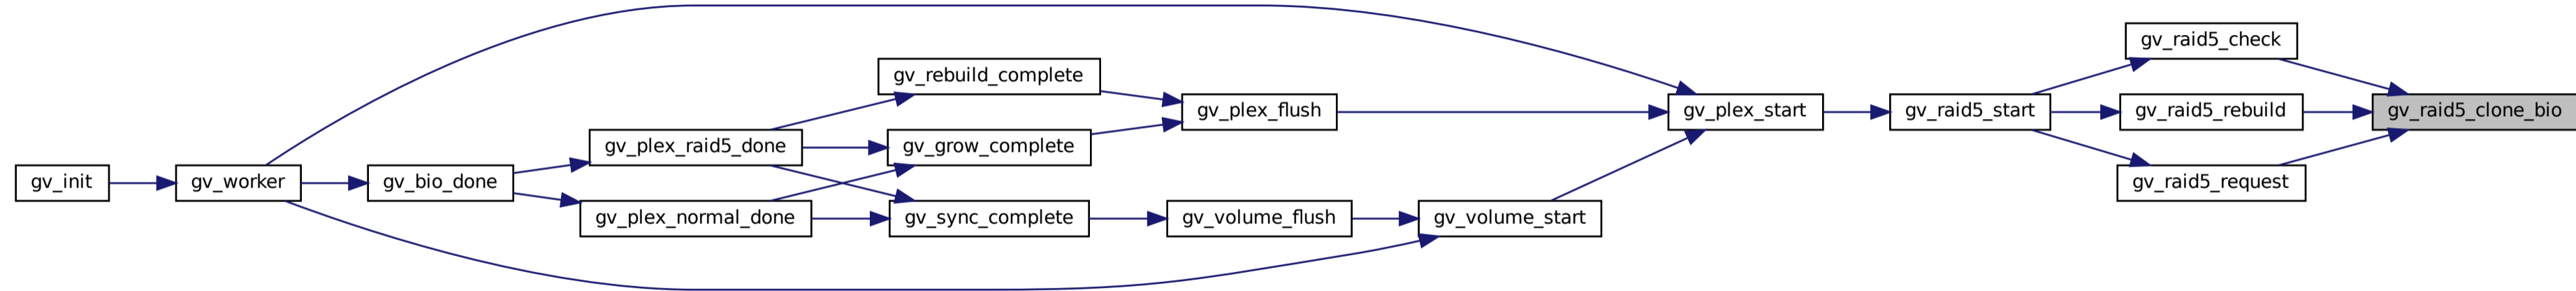 gv_init
gv_worker
gv_bio_done
gv_plex_raid5_done
gv_plex_normal_done
gv_rebuild_complete
gv_grow_complete
gv_sync_complete
gv_plex_flush
gv_volume_flush
gv_volume_start
gv_plex_start
gv_raid5_start
gv_raid5_check
gv_raid5_rebuild
gv_raid5_request
gv_raid5_clone_bio